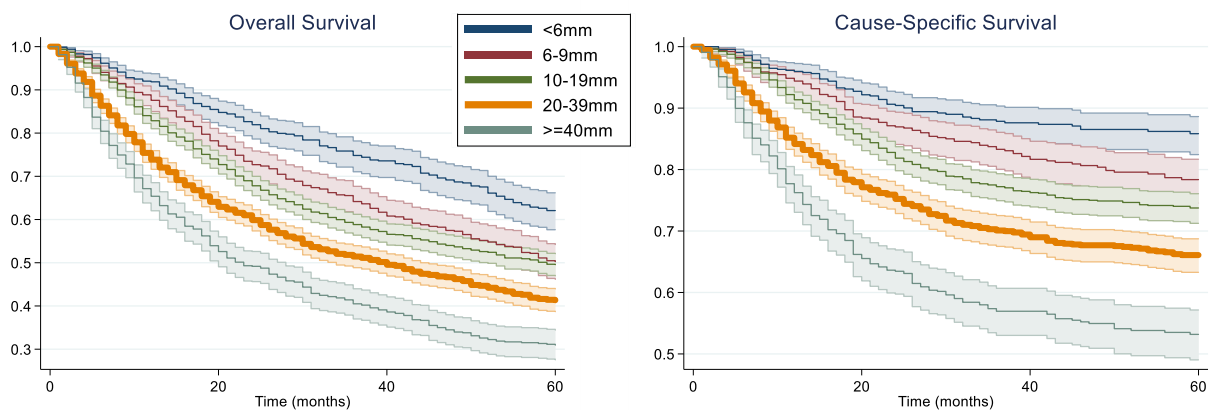 Overall Survival
1.0
0.9
0.8
0.7
0.6
0.5
0.4
0.3
0
20
40
60
Time (months)
<6mm
6-9mm
10-19mm
20-39mm
>=40mm
Cause-Specific Survival
1.0
0.9
0.8
0.7
0.6
0.5
0
20
40
60
Time (months)